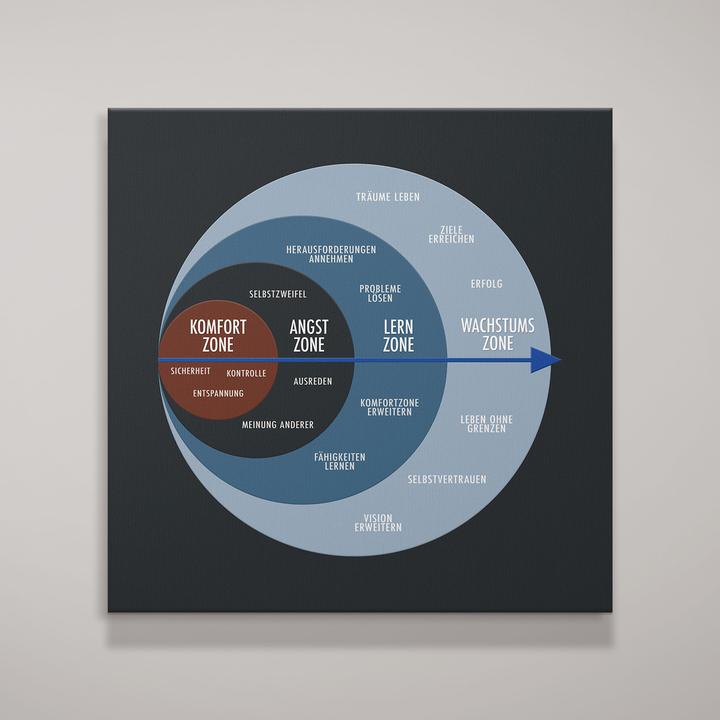 TRÄUME LEBEN
ZIELE
ERREICHEN
HERAUSFORDERUNGEN
ANNEHMEN
ERFOLG
PROBLEME
LÖSEN
SELBSTZWEIFEL
KOMFORT
ZONE
ANGST
ZONE
LERN
ZONE
WACHSTUMS
ZONE
SICHERHEIT
KONTROLLE
ENTSPANNUNG
AUSREDEN
MEINUNG ANDERER
KOMFORTZONE
ERWEITERN
LEBEN OHNE
GRENZEN
FÄHIGKEITEN
LERNEN
SELBSTVERTRAUEN
VISION
ERWEITERN